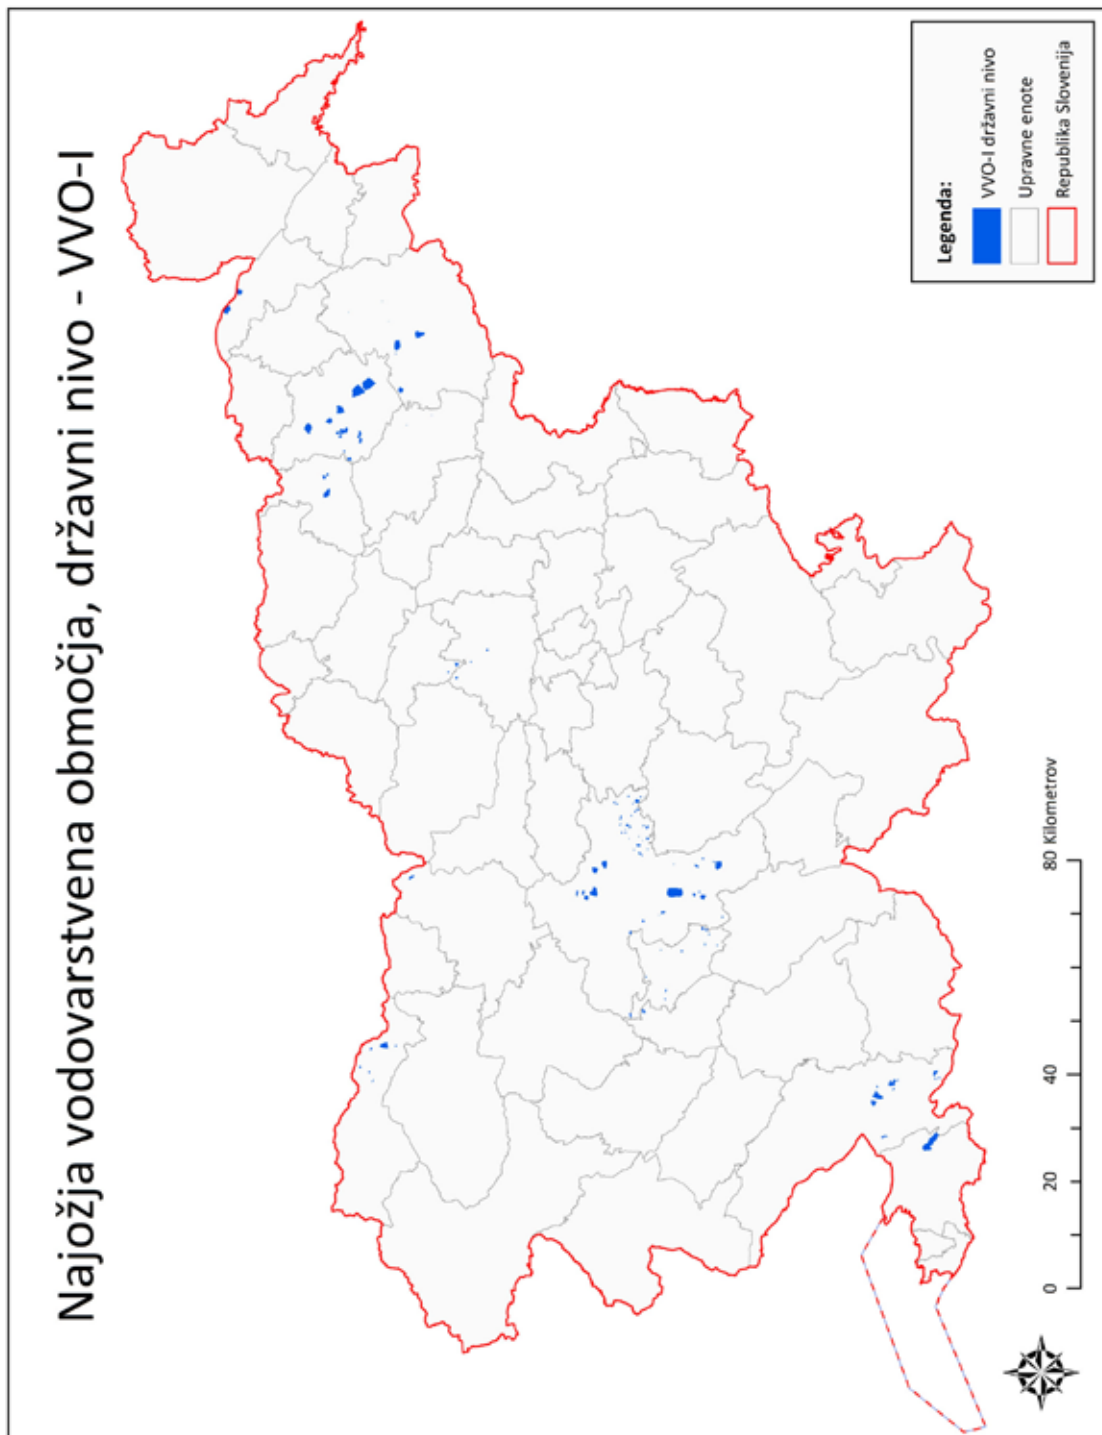 Najožja vodovarstvena območja, državni nivo - VVO-I
Legenda:
VVO-I državni nivo
Upravne enote
Republika Slovenija
0 20 40 80 Kilometrov